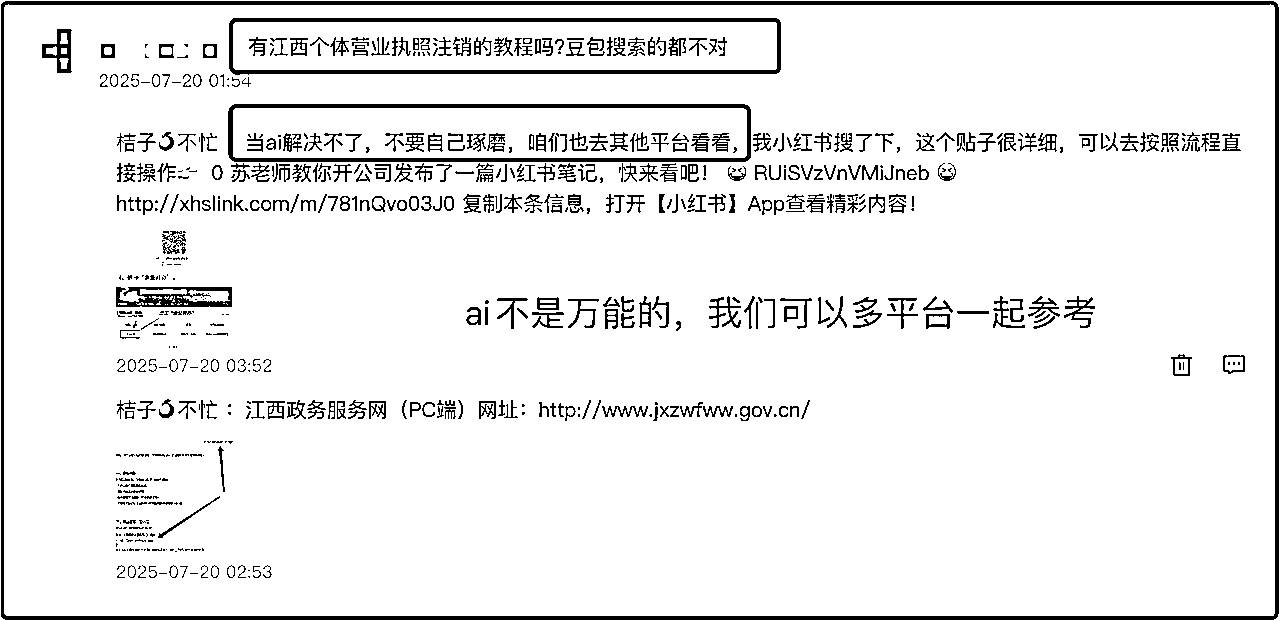 有江西个体营业执照注销的教程吗?豆包搜索的都不对
2025-07-20 01:54
桔子🍊不忙 当ai解决不了，不要自己琢磨，咱们也去其他平台看看，我小红书搜了下，这个贴子很详细，可以去按照流程直
接操作👉 0 苏老师教你开公司发布了一篇小红书笔记，快来看吧！ 😆 RUiSVzVnVMiJneb 😆
http://xhslink.com/m/781nQvo03J0 复制本条信息，打开【小红书】App查看精彩内容！
ai不是万能的，我们可以多平台一起参考
2025-07-20 03:52
桔子🍊不忙 ：江西政务服务网（PC端）网址：http://www.jxzwfww.gov.cn/
2025-07-20 02:53